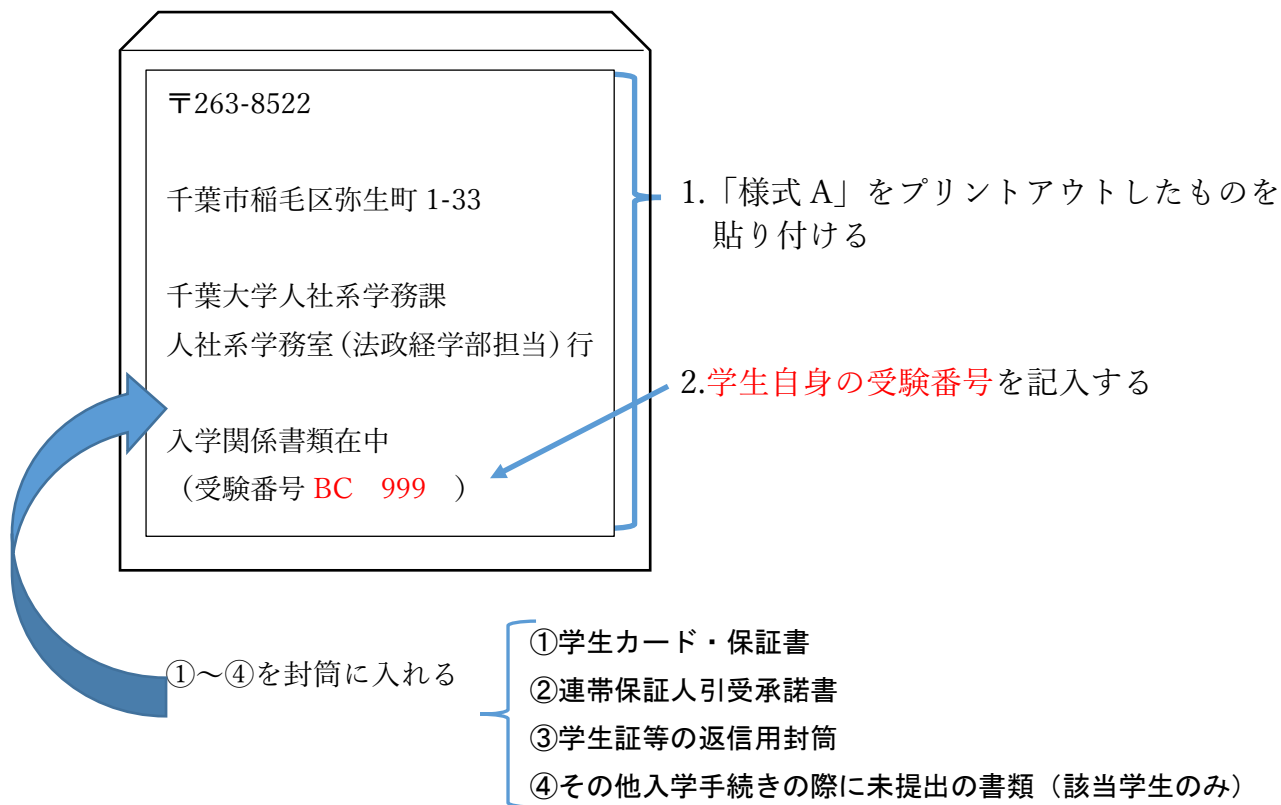 〒263-8522
千葉市稲毛区弥生町 1-33
千葉大学人社系学務課
人社系学務室(法政経学部担当)行
入学関係書類在中
(受験番号 BC　999　)
1.「様式 A」をプリントアウトしたものを
貼り付ける
2.学生自身の受験番号を記入する
①～④を封筒に入れる
①学生カード・保証書
②連帯保証人引受承諾書
③学生証等の返信用封筒
④その他入学手続きの際に未提出の書類（該当学生のみ）